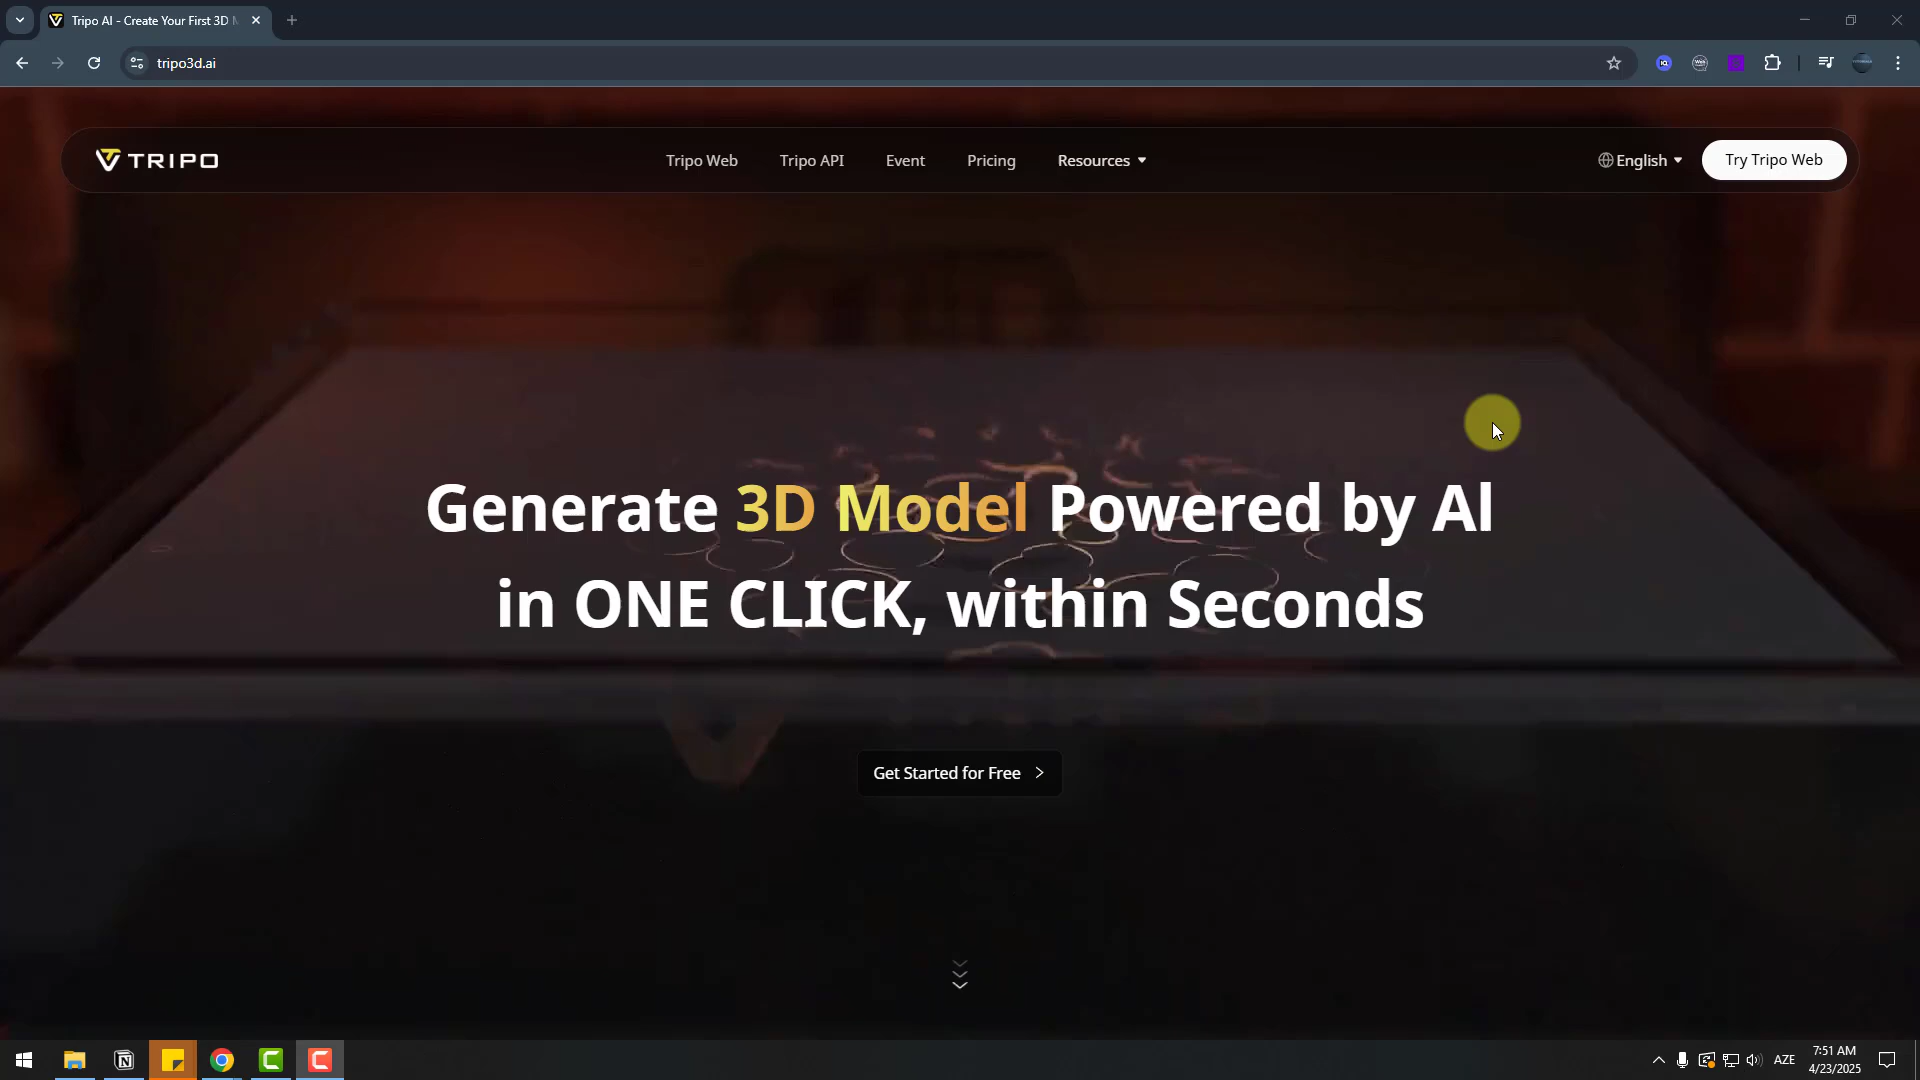 Tripo AI - Create Your First 3D
tripo3d.ai
TRIPO
Tripo Web
Tripo API
Event
Pricing
Resources
English
Try Tripo Web
Generate 3D Model Powered by AI
in ONE CLICK, within Seconds
Get Started for Free
AZE
7:51 AM
4/23/2025